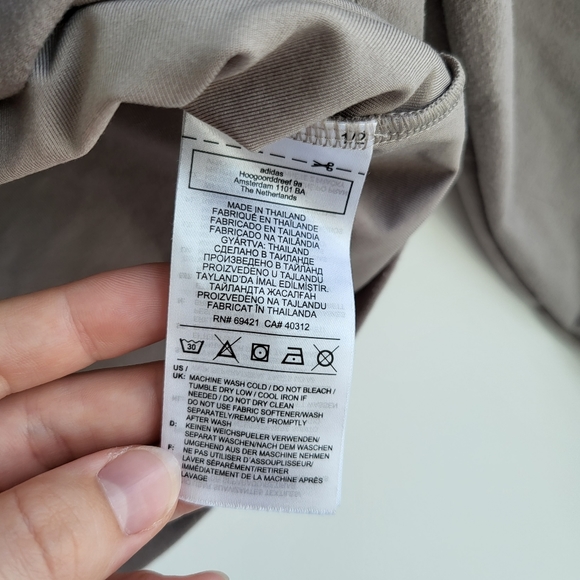 1/2
adidas
Hoogoorddreef 9a
Amsterdam 1101 BA
The Netherlands
MADE IN THAILAND
FABRIQUÉ EN THAÏLANDE
FABRICADO EN TAILANDIA
FABRICADO NA TAILÂNDIA
GYÁRTVA: THAILAND
СДЕЛАНО В ТАИЛАНДЕ
ПРОИЗВЕДЕНО В ТАЙЛАНД
PROIZVEDENO U TAJLANDU
TAYLAND'DA İMAL EDİLMİŞTİR.
ТАЙЛАНДТА ЖАСАЛҒАН
PROIZVEDENO NA TAJLANDU
FABRICAT ÎN THAILANDA
RN# 69421 CA# 40312
30
US /
UK: MACHINE WASH COLD / DO NOT BLEACH /
TUMBLE DRY LOW / COOL IRON IF
NEEDED / DO NOT DRY CLEAN
DO NOT USE FABRIC SOFTENER/WASH
SEPARATELY/REMOVE PROMPTLY
AFTER WASH
D: KEINEN WEICHSPUELER VERWENDEN/
SEPARAT WASCHEN/NACH DEM WASCHEN
UMGEHEND AUS DER MASCHINE NEHMEN
F: NE PAS UTILISER D'ASSOUPLISSEUR/
LAVER SÉPARÉMENT/RETIRER
IMMÉDIATEMENT DE LA MACHINE APRÈS
LAVAGE